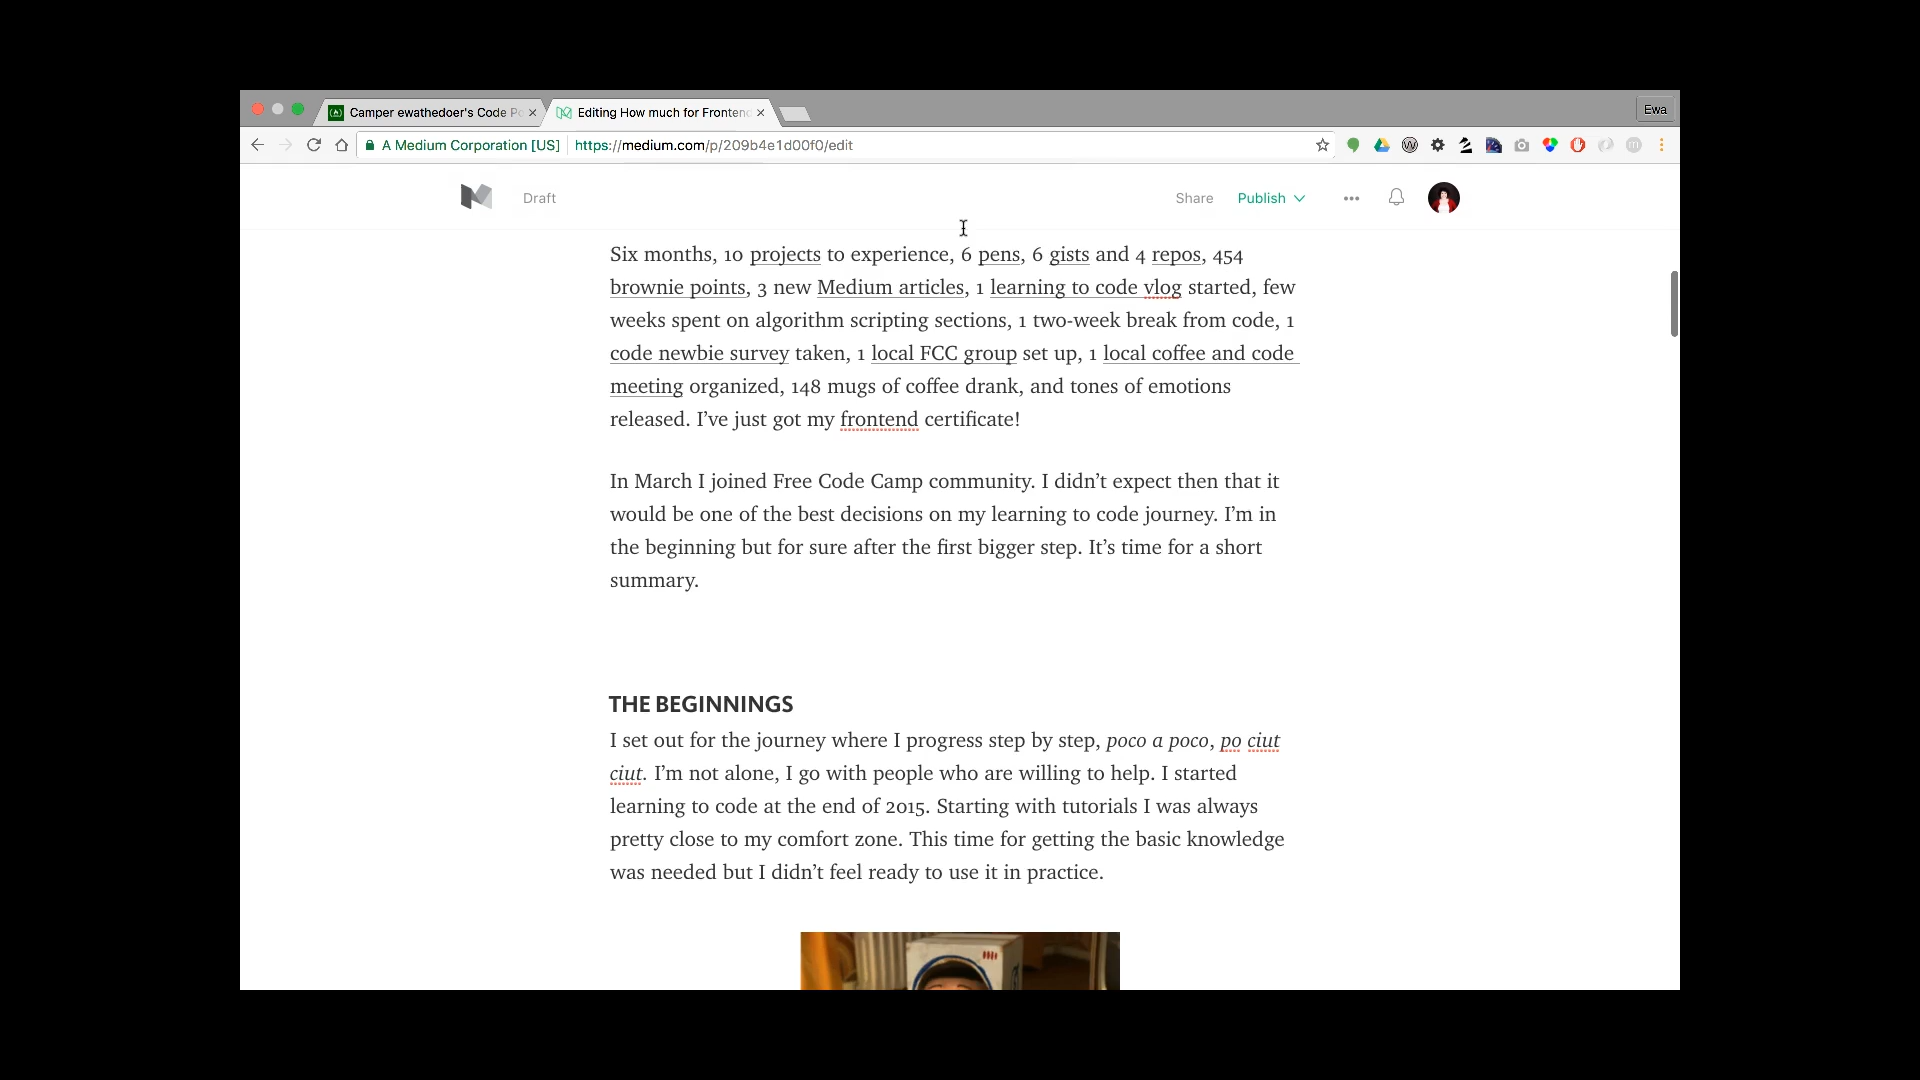 Camper ewathedoer's Code Po
Editing How much for Frontend
Ewa
A Medium Corporation [US]
https://medium.com/p/209b4e1d00f0/edit
Draft
Share
Publish
Six months, 10 projects to experience, 6 pens, 6 gists and 4 repos, 454
brownie points, 3 new Medium articles, 1 learning to code vlog started, few
weeks spent on algorithm scripting sections, 1 two-week break from code, 1
code newbie survey taken, 1 local FCC group set up, 1 local coffee and code
meeting organized, 148 mugs of coffee drank, and tones of emotions
released. I’ve just got my frontend certificate!
In March I joined Free Code Camp community. I didn’t expect then that it
would be one of the best decisions on my learning to code journey. I’m in
the beginning but for sure after the first bigger step. It’s time for a short
summary.
THE BEGINNINGS
I set out for the journey where I progress step by step, poco a poco, po ciut
ciut. I’m not alone, I go with people who are willing to help. I started
learning to code at the end of 2015. Starting with tutorials I was always
pretty close to my comfort zone. This time for getting the basic knowledge
was needed but I didn’t feel ready to use it in practice.